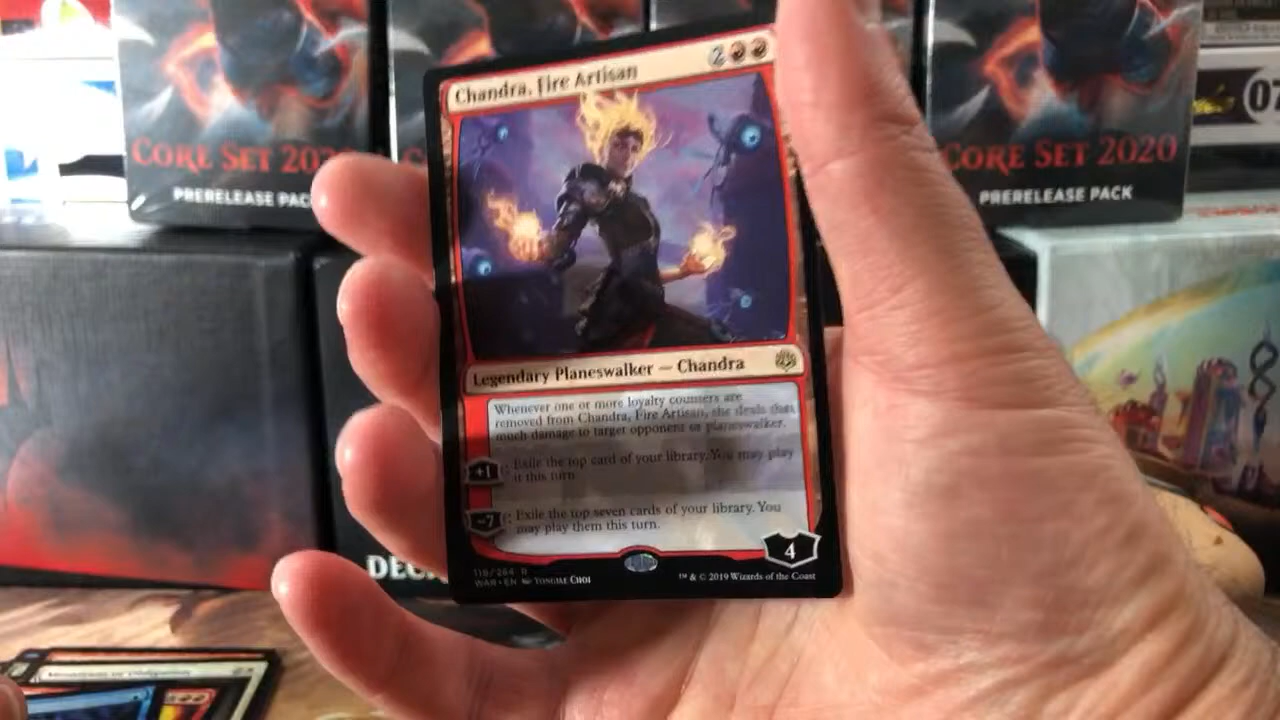 Chandra, Fire Artisan
2
Legendary Planeswalker — Chandra
Whenever one or more loyalty counters are
removed from Chandra, Fire Artisan, she deals that
much damage to target opponent or planeswalker.
+1: Exile the top card of your library. You may play
it this turn.
-7: Exile the top seven cards of your library. You
may play them this turn.
4
119/264 R
WAR • EN YONGJAE CHOI
™ & © 2019 Wizards of the Coast
CORE SET 2020
PRERELEASE PACK
CORE SET 2020
PRERELEASE PACK
07